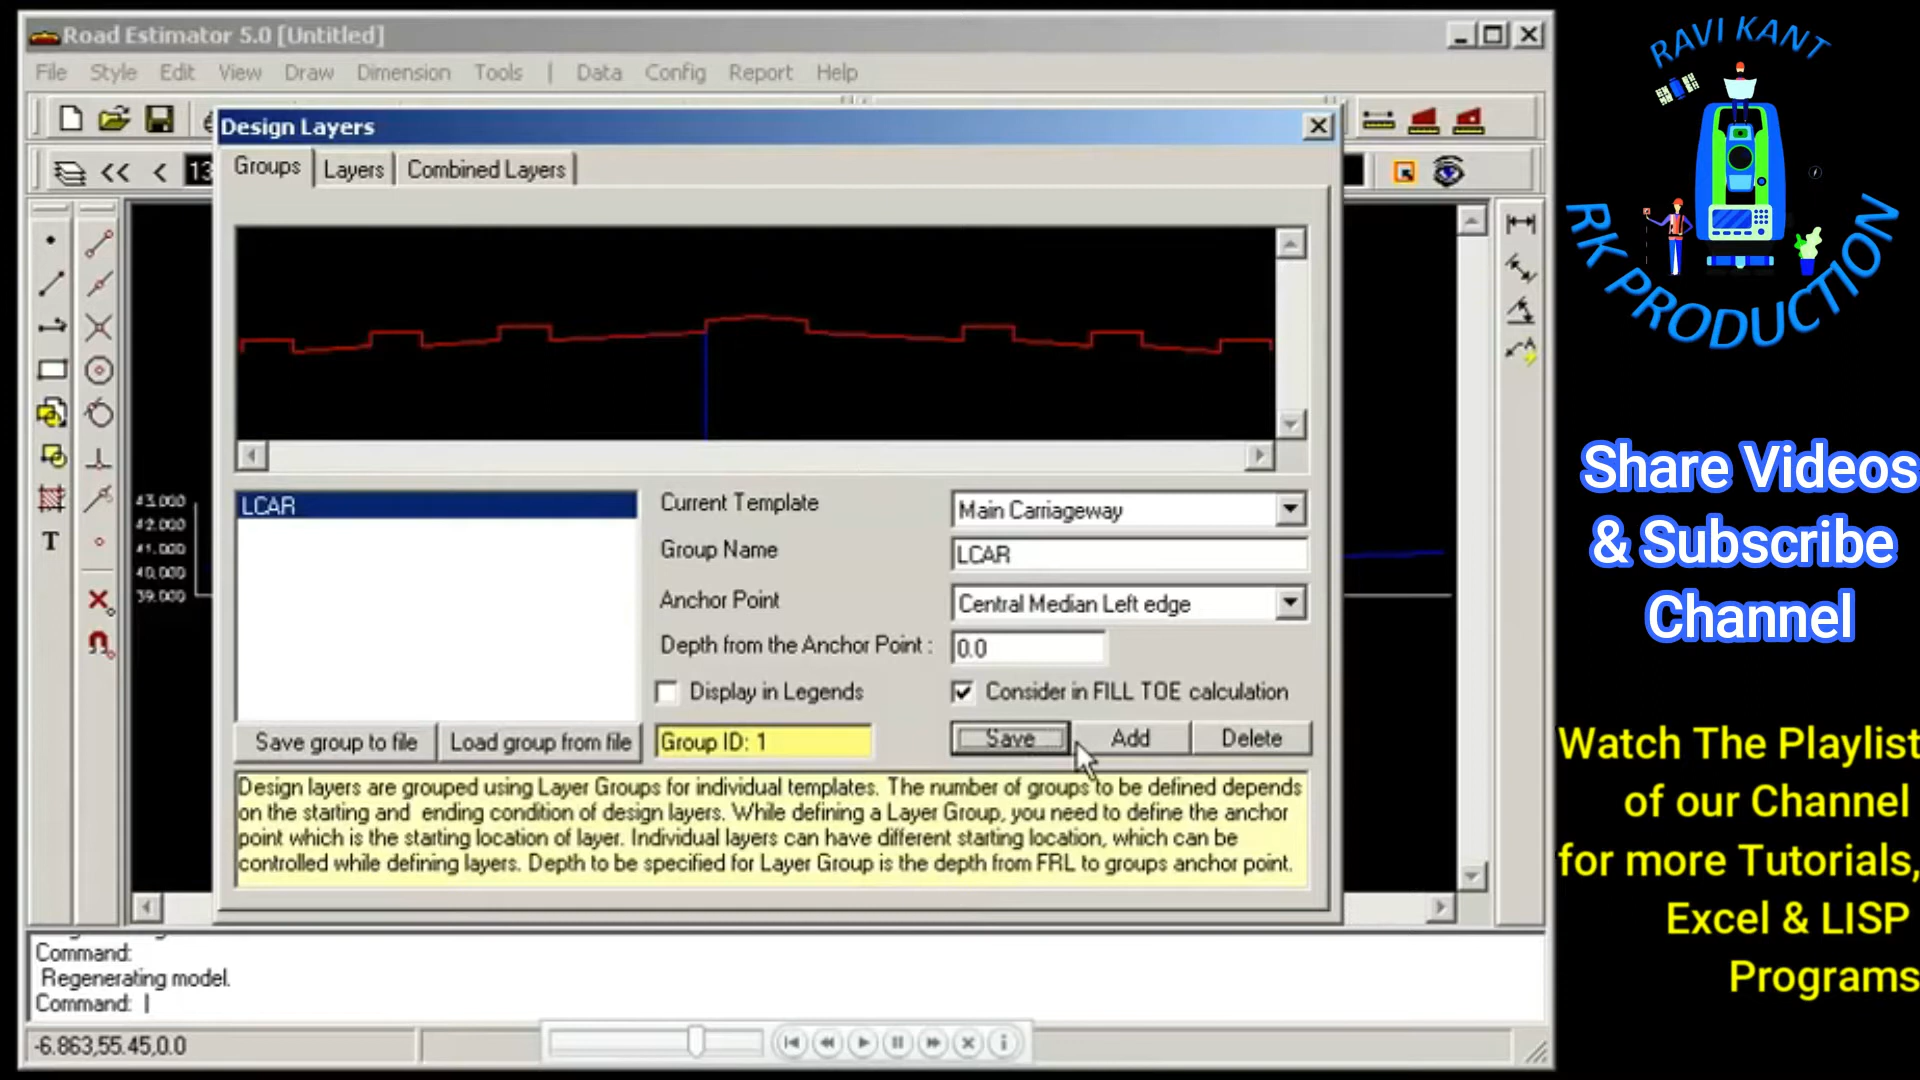 Road Estimator 5.0 [Untitled]
File Style Edit View Draw Dimension Tools | Data Config Report Help
Design Layers
<< < 13
Groups Layers Combined Layers
43.000
42.000
41.000
40.000
39.000
LCAR
Current Template Main Carriageway
Group Name LCAR
Anchor Point Central Median Left edge
Depth from the Anchor Point : 0.0
Display in Legends Consider in FILL TOE calculation
Save group to file Load group from file Group ID: 1 Save Add Delete
Design layers are grouped using Layer Groups for individual templates. The number of groups to be defined depends
on the starting and ending condition of design layers. While defining a Layer Group, you need to define the anchor
point which is the starting location of layer. Individual layers can have different starting location, which can be
controlled while defining layers. Depth to be specified for Layer Group is the depth from FRL to groups anchor point.
T
Command:
Regenerating model.
Command:
-6.863,55.45,0.0
RAVI KANT
RK PRODUCTION
Share Videos
& Subscribe
Channel
Watch The Playlist
of our Channel
for more Tutorials,
Excel & LISP
Programs